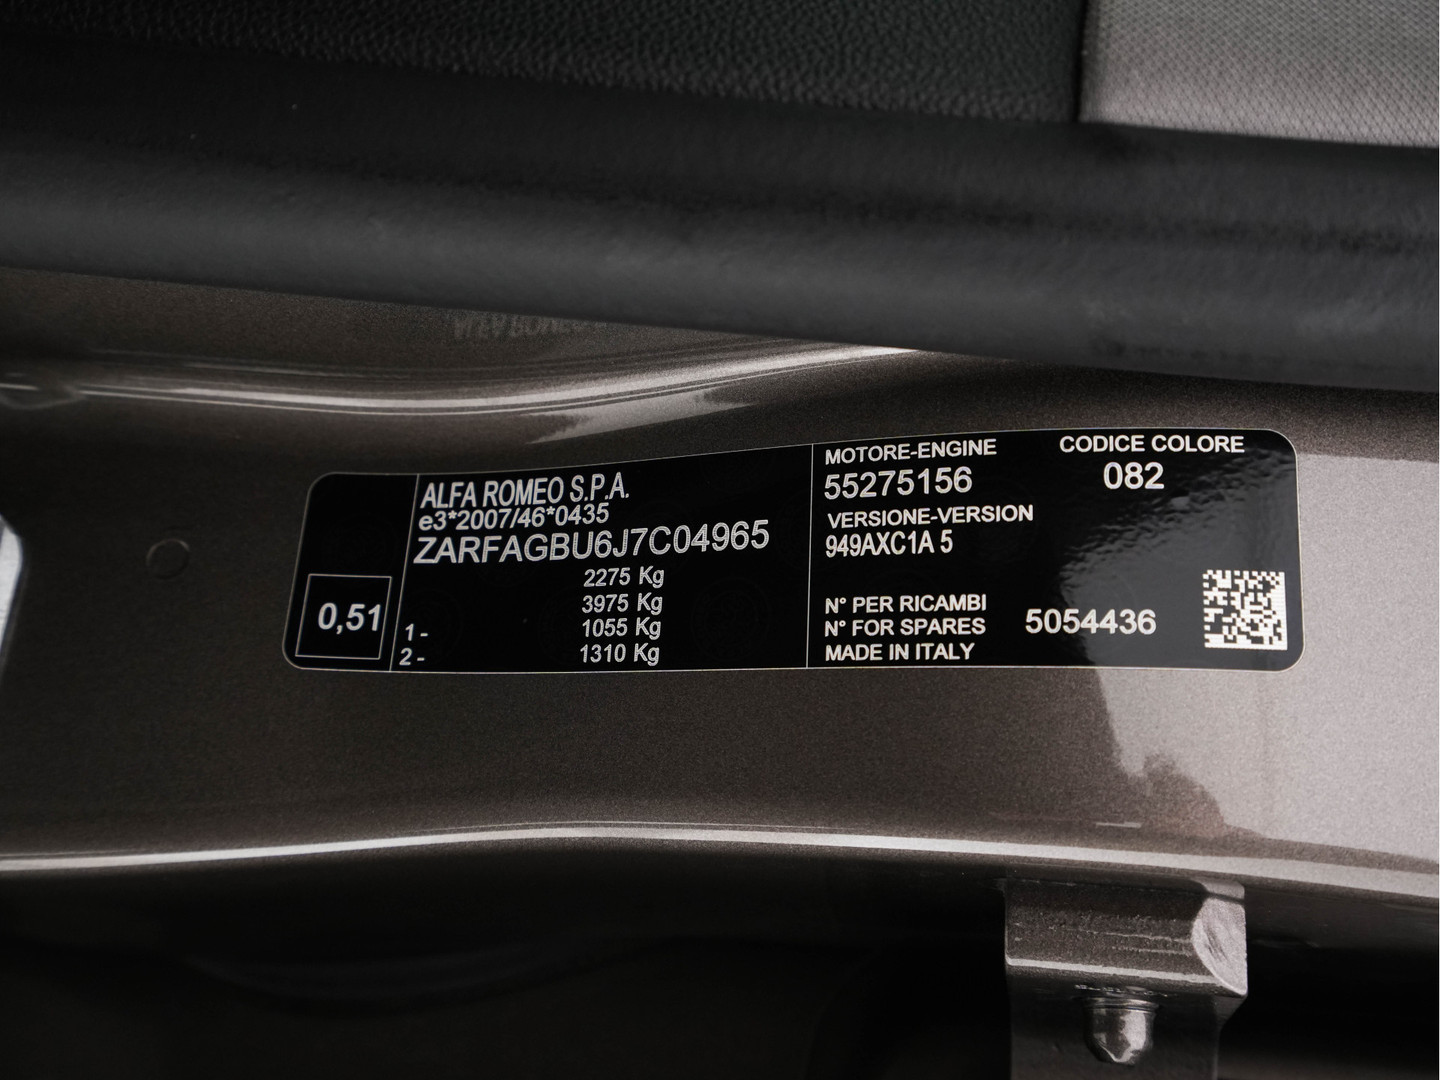 ALFA ROMEO S.P.A.
e3*2007/46*0435
ZARFAGBU6J7C04965
2275 Kg
3975 Kg
1- 1055 Kg
2- 1310 Kg
0,51
MOTORE-ENGINE
55275156
CODICE COLORE
082
VERSIONE-VERSION
949AXC1A 5
N° PER RICAMBI
N° FOR SPARES 5054436
MADE IN ITALY